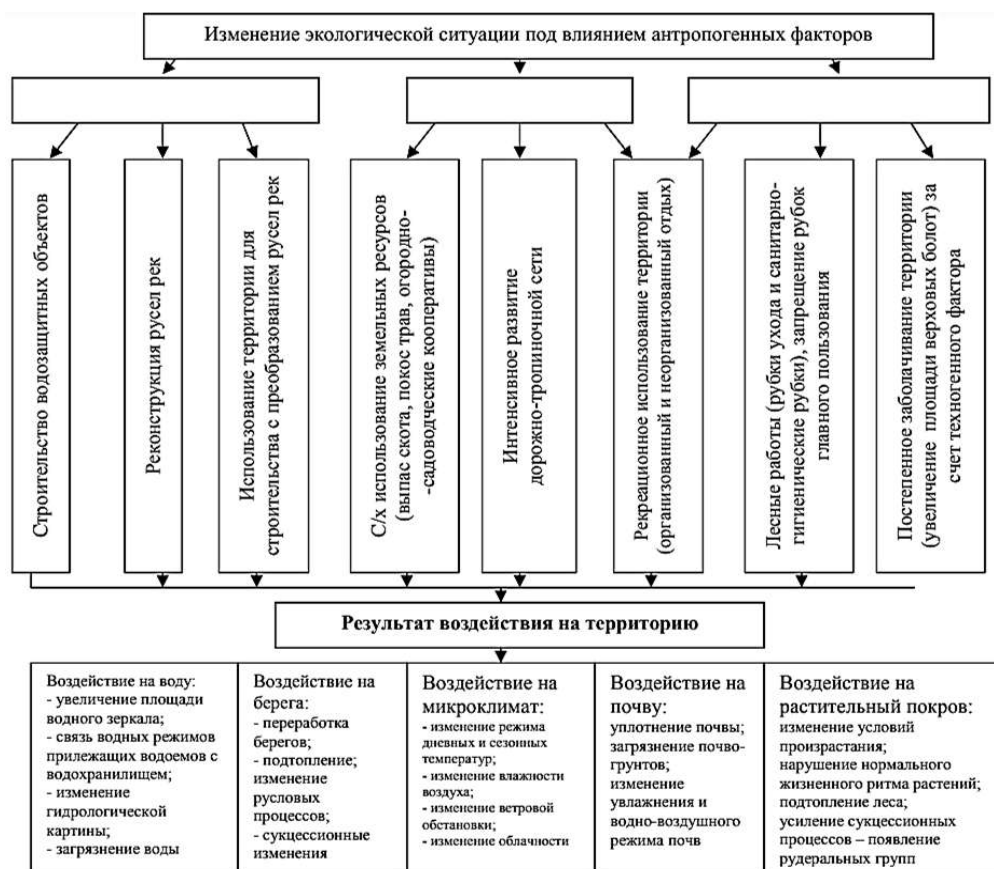 Изменение экологической ситуации под влиянием антропогенных факторов
Строительство водозащитных объектов
Реконструкция русел рек
Использование территории для
строительства с преобразованием русел рек
С/х использование земельных ресурсов
(выпас скота, покос трав, огородно-
-садоводческие кооперативы)
Интенсивное развитие
дорожно-тропиночной сети
Рекреационное использование территории
(организованный и неорганизованный отдых)
Лесные работы (рубки ухода и санитарно-
гигиенические рубки), запрещение рубок
главного пользования
Постепенное заболачивание территории
(увеличение площади верховых болот) за
счет техногенного фактора
Результат воздействия на территорию
Воздействие на воду:
- увеличение площади
водного зеркала;
- связь водных режимов
прилежащих водоемов с
водохранилищем;
- изменение
гидрологической
картины;
- загрязнение воды
Воздействие на
берега:
- переработка
берегов;
- подтопление;
изменение
русловых
процессов;
- сукцессионные
изменения
Воздействие на
микроклимат:
- изменение режима
дневных и сезонных
температур;
- изменение влажности
воздуха;
- изменение ветровой
обстановки;
- изменение облачности
Воздействие на
почву:
уплотнение почвы;
загрязнение почво-
грунтов;
изменение
увлажнения и
водно-воздушного
режима почв
Воздействие на
растительный покров:
изменение условий
произрастания;
нарушение нормального
жизненного ритма растений;
подтопление леса;
усиление сукцессионных
процессов – появление
рудеральных групп